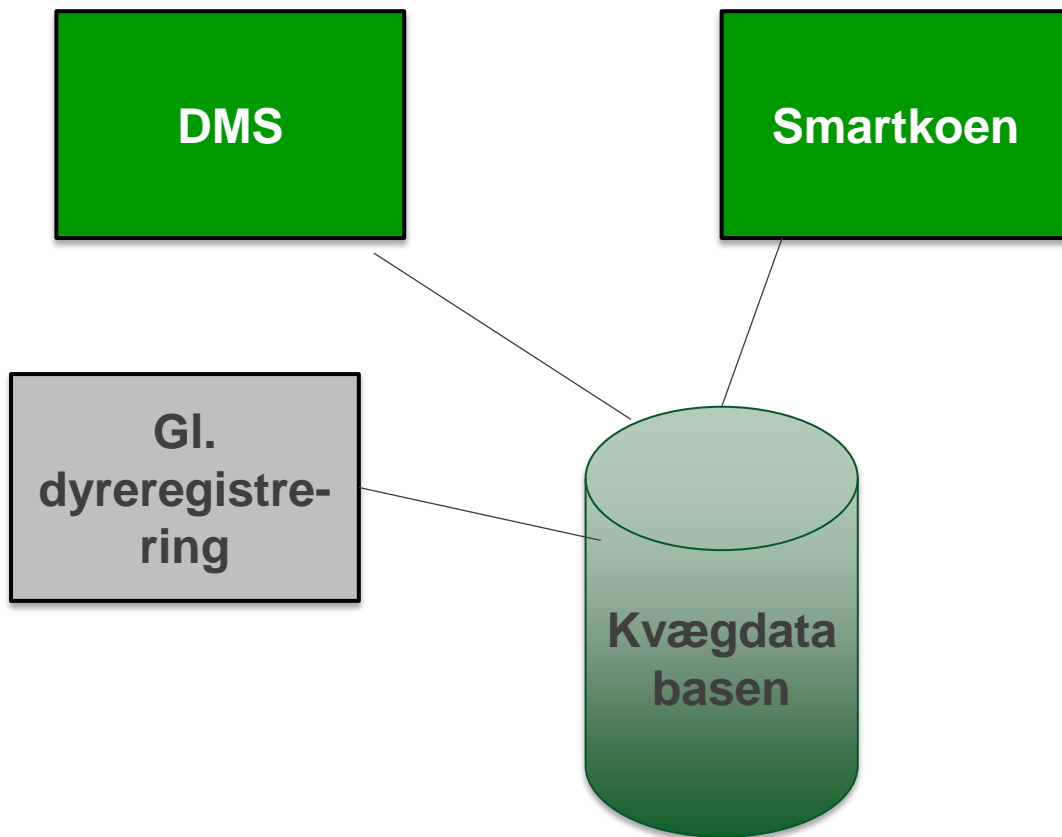 DMS
Smartkoen
Gl.
dyreregistre-
ring
Kvægdata
basen